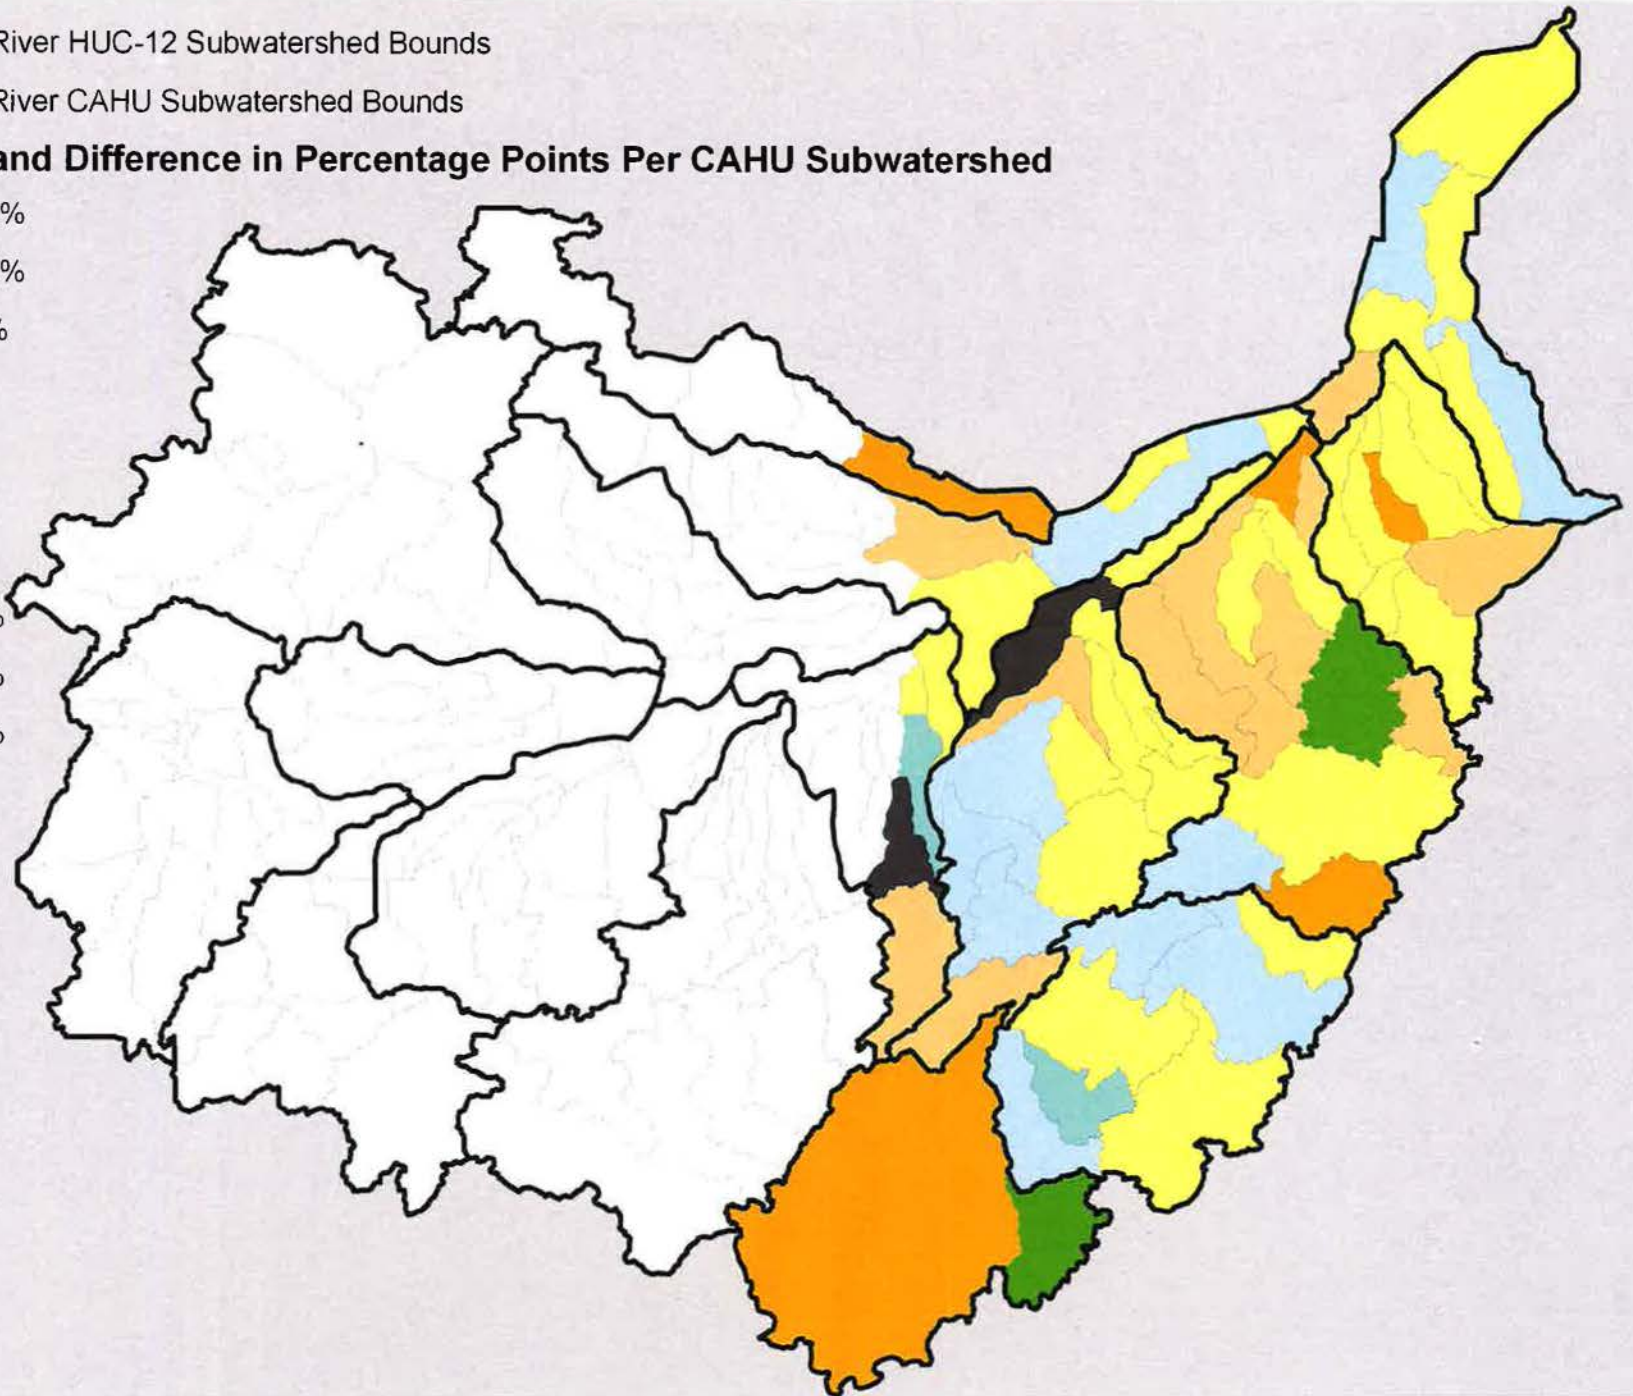 River HUC-12 Subwatershed Bounds
River CAHU Subwatershed Bounds
and Difference in Percentage Points Per CAHU Subwatershed
%
%
%
%
%
%